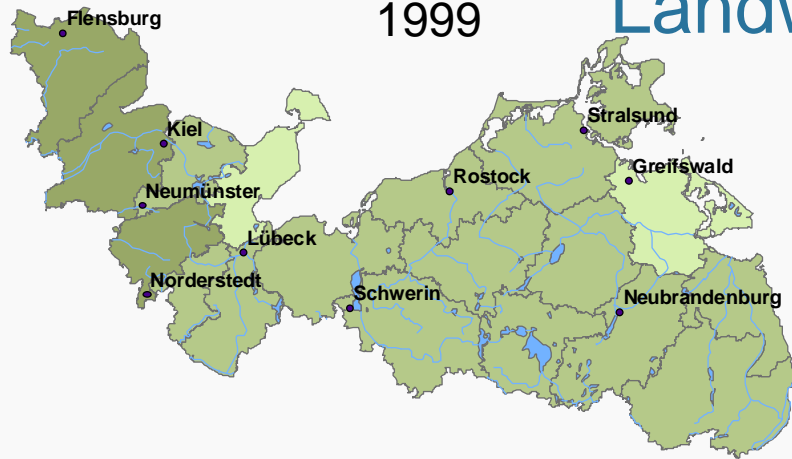 1999
Flensburg
Kiel
Stralsund
Greifswald
Rostock
Neumünster
Lübeck
Norderstedt
Schwerin
Neubrandenburg